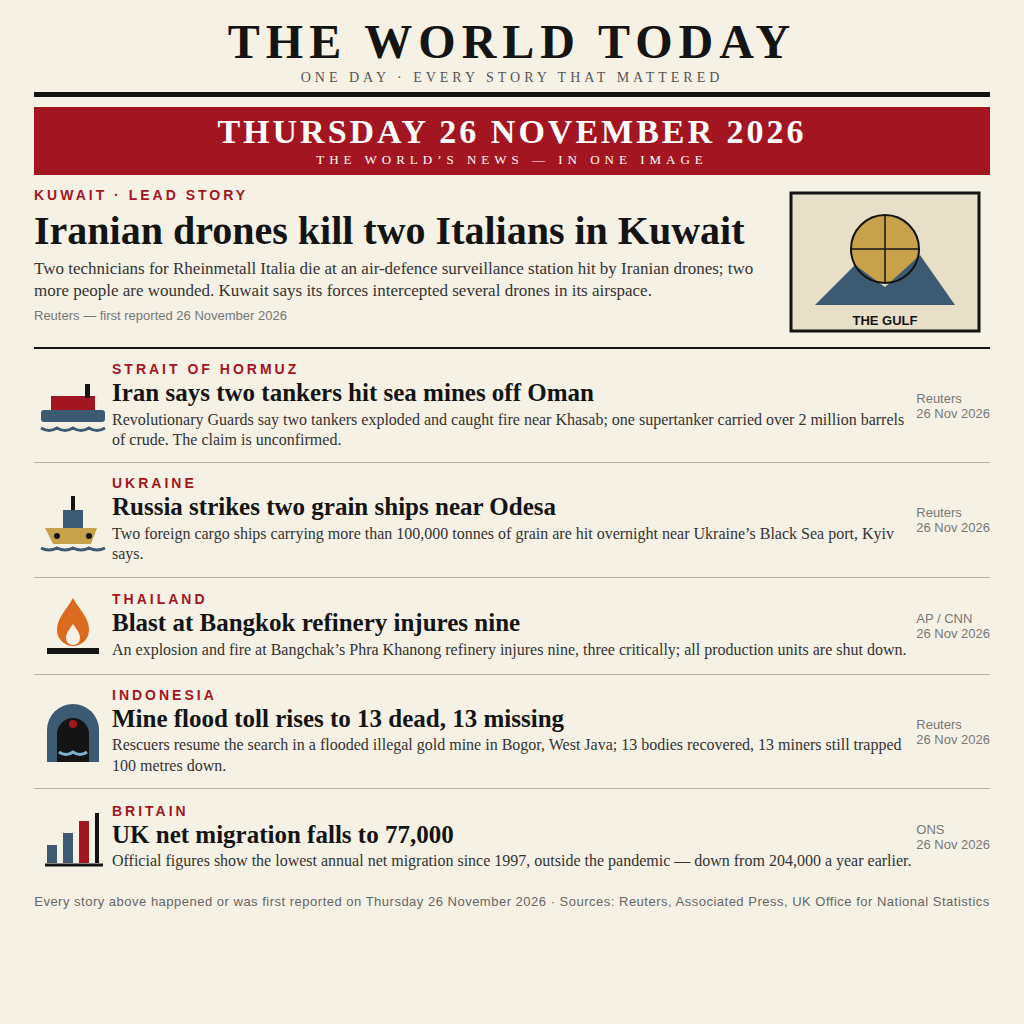 THE WORLD TODAY
ONE DAY · EVERY STORY THAT MATTERED
THURSDAY 26 NOVEMBER 2026
THE WORLD’S NEWS — IN ONE IMAGE
KUWAIT · LEAD STORY
Iranian drones kill two Italians in Kuwait
Two technicians for Rheinmetall Italia die at an air-defence surveillance station hit by Iranian drones; two
more people are wounded. Kuwait says its forces intercepted several drones in its airspace.
Reuters — first reported 26 November 2026
THE GULF
STRAIT OF HORMUZ
Iran says two tankers hit sea mines off Oman
Revolutionary Guards say two tankers exploded and caught fire near Khasab; one supertanker carried over 2 million barrels
of crude. The claim is unconfirmed.
Reuters
26 Nov 2026
UKRAINE
Russia strikes two grain ships near Odesa
Two foreign cargo ships carrying more than 100,000 tonnes of grain are hit overnight near Ukraine’s Black Sea port, Kyiv
says.
Reuters
26 Nov 2026
THAILAND
Blast at Bangkok refinery injures nine
An explosion and fire at Bangchak’s Phra Khanong refinery injures nine, three critically; all production units are shut down.
AP / CNN
26 Nov 2026
INDONESIA
Mine flood toll rises to 13 dead, 13 missing
Rescuers resume the search in a flooded illegal gold mine in Bogor, West Java; 13 bodies recovered, 13 miners still trapped
100 metres down.
Reuters
26 Nov 2026
BRITAIN
UK net migration falls to 77,000
Official figures show the lowest annual net migration since 1997, outside the pandemic — down from 204,000 a year earlier.
ONS
26 Nov 2026
Every story above happened or was first reported on Thursday 26 November 2026 · Sources: Reuters, Associated Press, UK Office for National Statistics